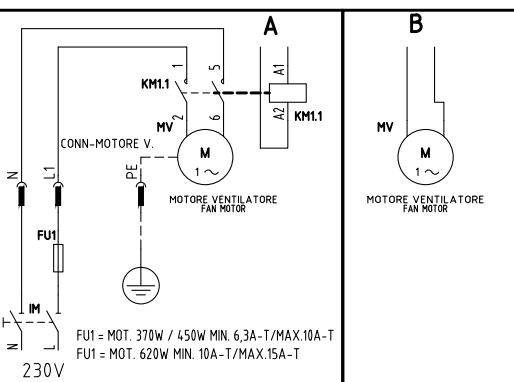 A
B
1
5
KM1.1
A1
A2
KM1.1
2
6
MV
MV
CONN-MOTORE V.
M
1 ~
M
1 ~
N
L1
PE
MOTORE VENTILATORE
FAN MOTOR
MOTORE VENTILATORE
FAN MOTOR
FU1
IM
N
L
230V
FU1 = MOT. 370W / 450W MIN. 6,3A-T/MAX.10A-T
FU1 = MOT. 620W MIN. 10A-T/MAX.15A-T